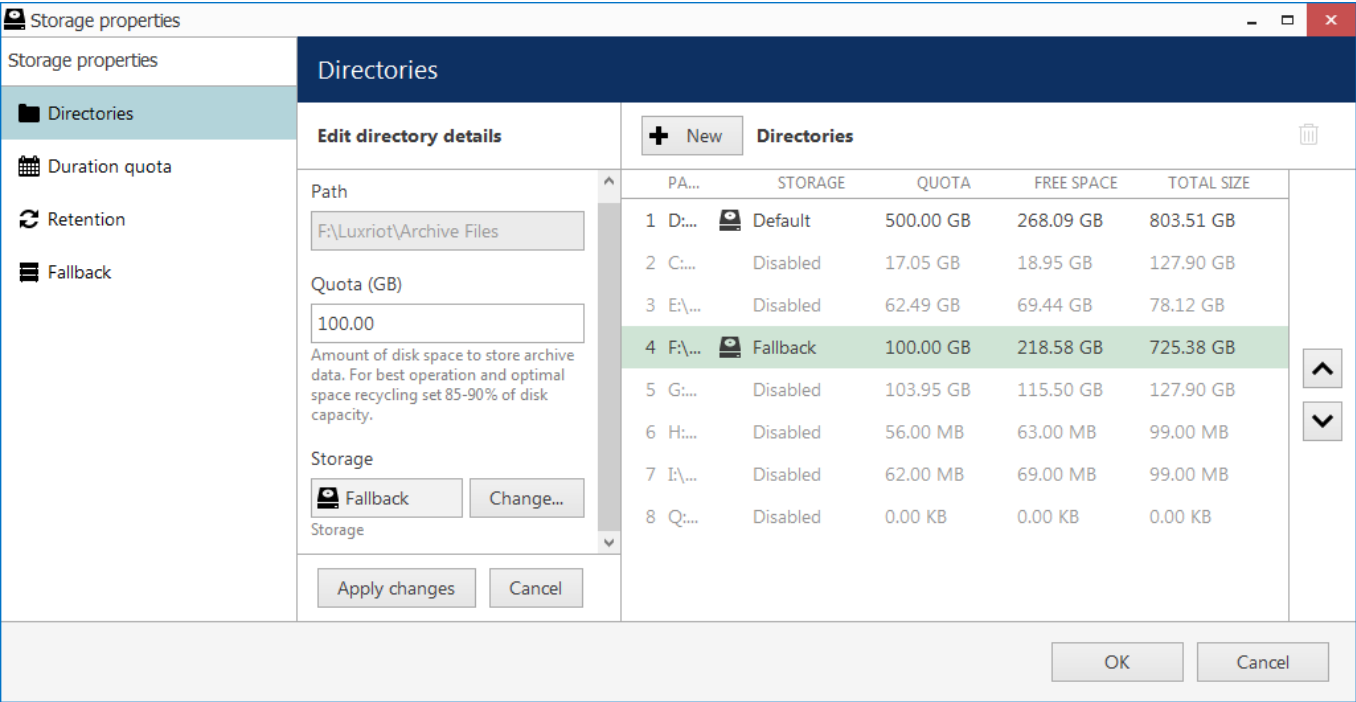 Storage properties
Storage properties
Directories
Duration quota
Retention
Fallback
Directories
Edit directory details
Path
F:\Luxriot\Archive Files
Quota (GB)
100.00
Amount of disk space to store archive
data. For best operation and optimal
space recycling set 85-90% of disk
capacity.
Storage
Fallback Change...
Storage
Apply changes Cancel
New Directories
PA... STORAGE QUOTA FREE SPACE TOTAL SIZE
1 D:... Default 500.00 GB 268.09 GB 803.51 GB
2 C:... Disabled 17.05 GB 18.95 GB 127.90 GB
3 E:\... Disabled 62.49 GB 69.44 GB 78.12 GB
4 F:\... Fallback 100.00 GB 218.58 GB 725.38 GB
5 G:... Disabled 103.95 GB 115.50 GB 127.90 GB
6 H:... Disabled 56.00 MB 63.00 MB 99.00 MB
7 I:\... Disabled 62.00 MB 69.00 MB 99.00 MB
8 Q:... Disabled 0.00 KB 0.00 KB 0.00 KB
OK Cancel